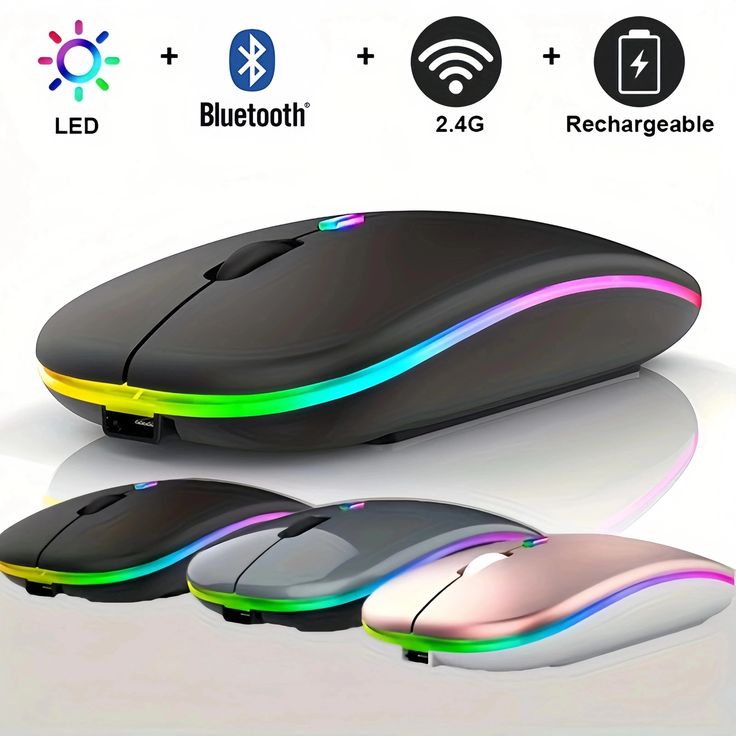 LED
+
Bluetooth®
+
2.4G
+
Rechargeable